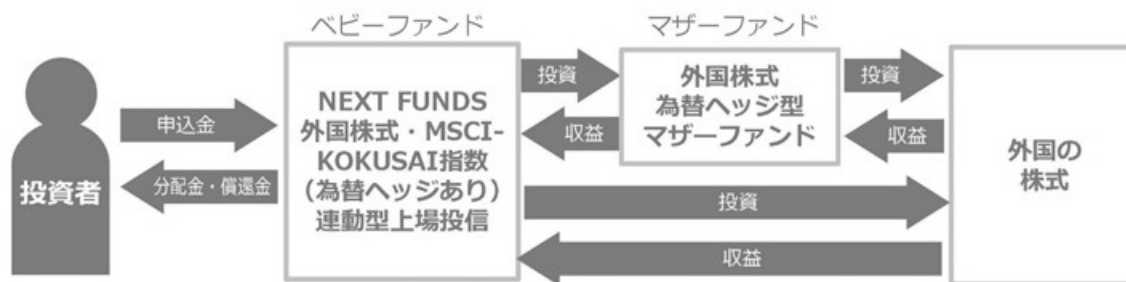 ベビーファンド
マザーファンド
投資者
申込金
分配金・償還金
NEXT FUNDS
外国株式・MSCI-
KOKUSAI指数
（為替ヘッジあり）
連動型上場投信
投資
収益
外国株式
為替ヘッジ型
マザーファンド
投資
収益
投資
収益
外国の
株式